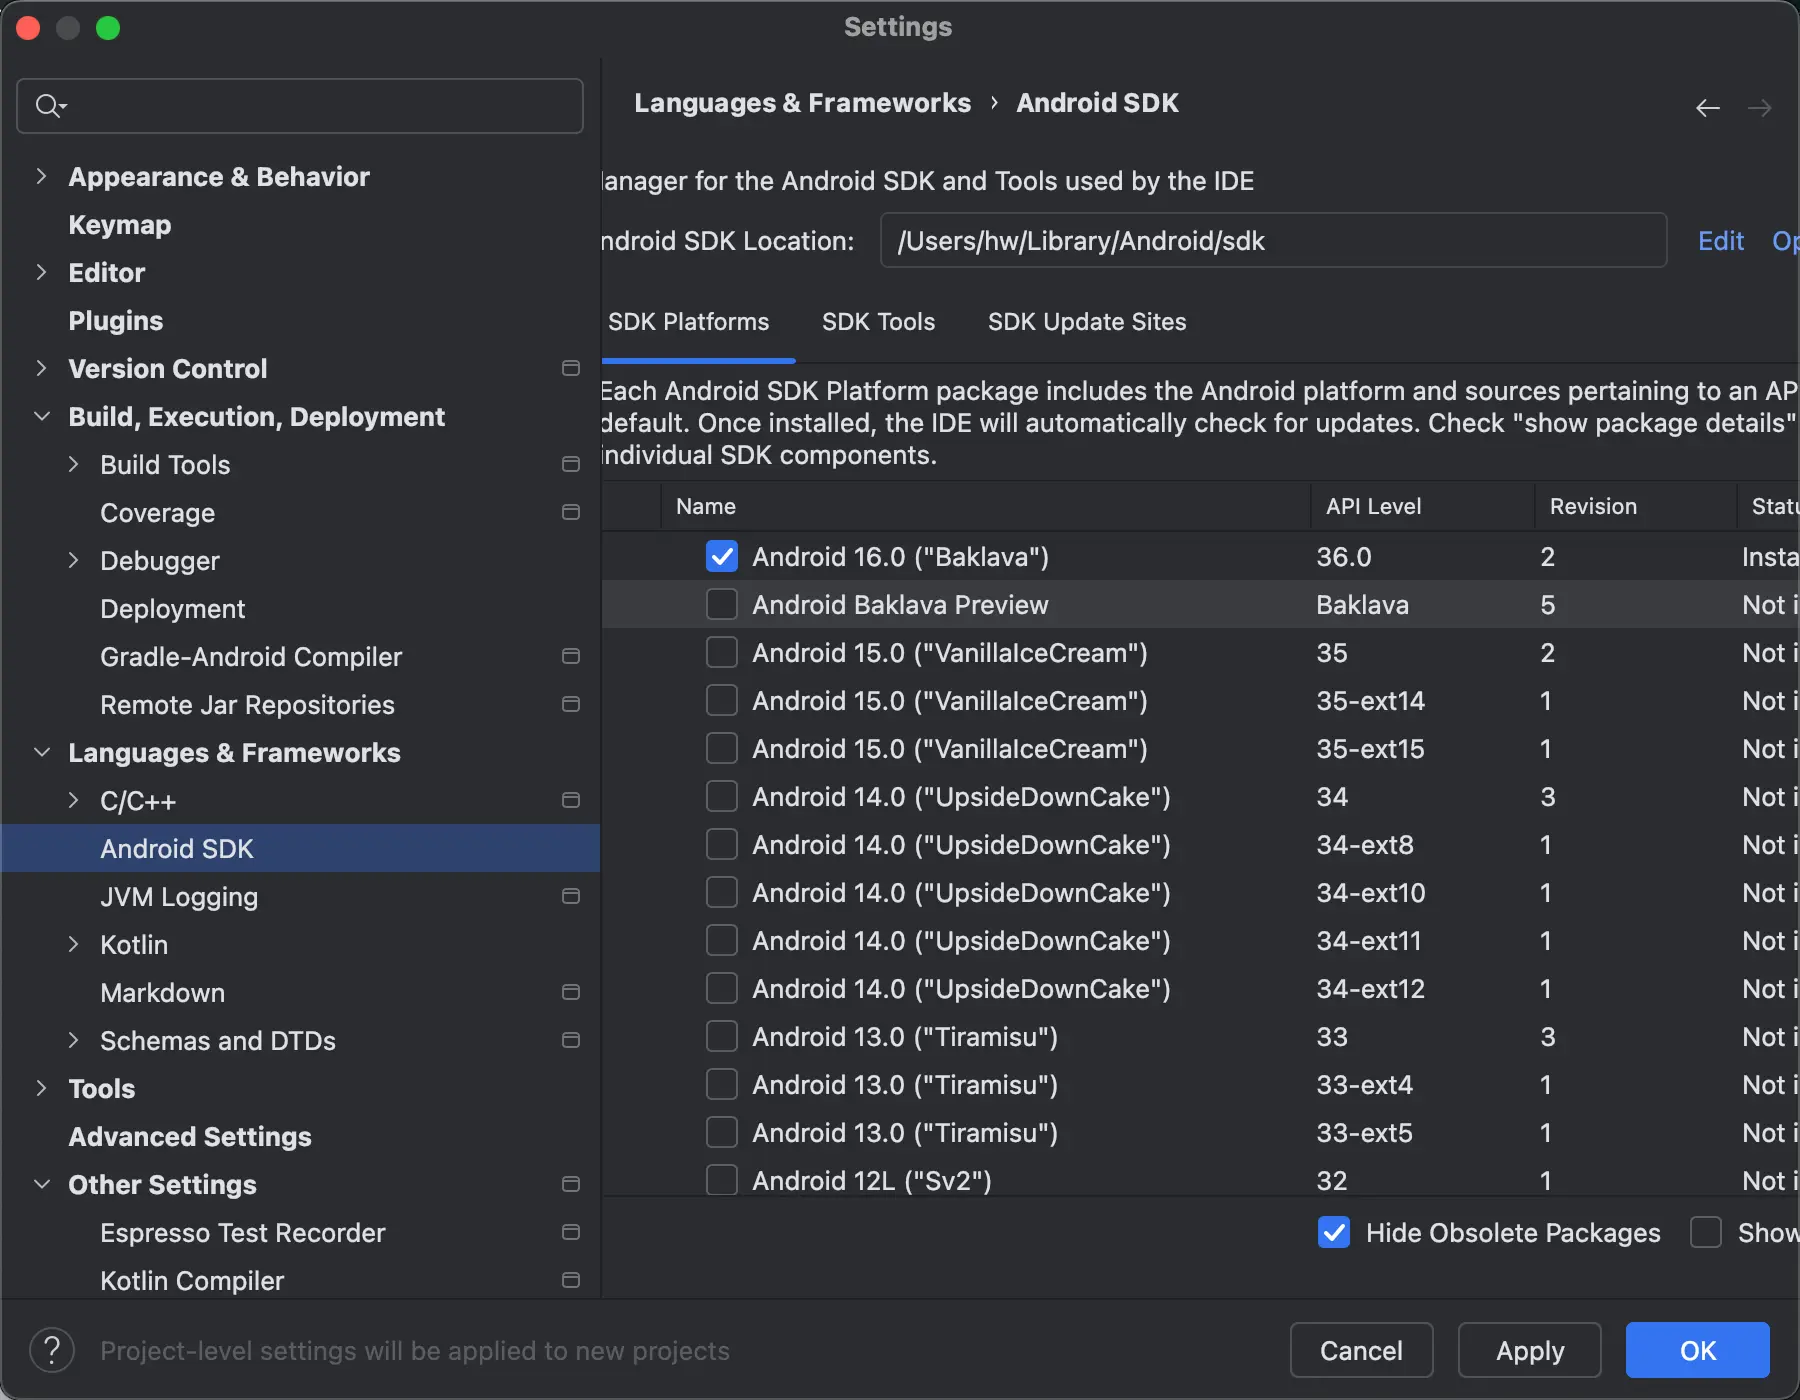 Settings
Languages & Frameworks › Android SDK
Manager for the Android SDK and Tools used by the IDE
Android SDK Location: /Users/hw/Library/Android/sdk Edit Op
SDK Platforms SDK Tools SDK Update Sites
Each Android SDK Platform package includes the Android platform and sources pertaining to an AP
default. Once installed, the IDE will automatically check for updates. Check "show package details"
individual SDK components.
Name API Level Revision Statu
Android 16.0 ("Baklava") 36.0 2 Insta
Android Baklava Preview Baklava 5 Not i
Android 15.0 ("VanillaIceCream") 35 2 Not i
Android 15.0 ("VanillaIceCream") 35-ext14 1 Not i
Android 15.0 ("VanillaIceCream") 35-ext15 1 Not i
Android 14.0 ("UpsideDownCake") 34 3 Not i
Android 14.0 ("UpsideDownCake") 34-ext8 1 Not i
Android 14.0 ("UpsideDownCake") 34-ext10 1 Not i
Android 14.0 ("UpsideDownCake") 34-ext11 1 Not i
Android 14.0 ("UpsideDownCake") 34-ext12 1 Not i
Android 13.0 ("Tiramisu") 33 3 Not i
Android 13.0 ("Tiramisu") 33-ext4 1 Not i
Android 13.0 ("Tiramisu") 33-ext5 1 Not i
Android 12L ("Sv2") 32 1 Not i
Hide Obsolete Packages Show
Appearance & Behavior
Keymap
Editor
Plugins
Version Control
Build, Execution, Deployment
Build Tools
Coverage
Debugger
Deployment
Gradle-Android Compiler
Remote Jar Repositories
Languages & Frameworks
C/C++
Android SDK
JVM Logging
Kotlin
Markdown
Schemas and DTDs
Tools
Advanced Settings
Other Settings
Espresso Test Recorder
Kotlin Compiler
? Project-level settings will be applied to new projects
Cancel Apply OK